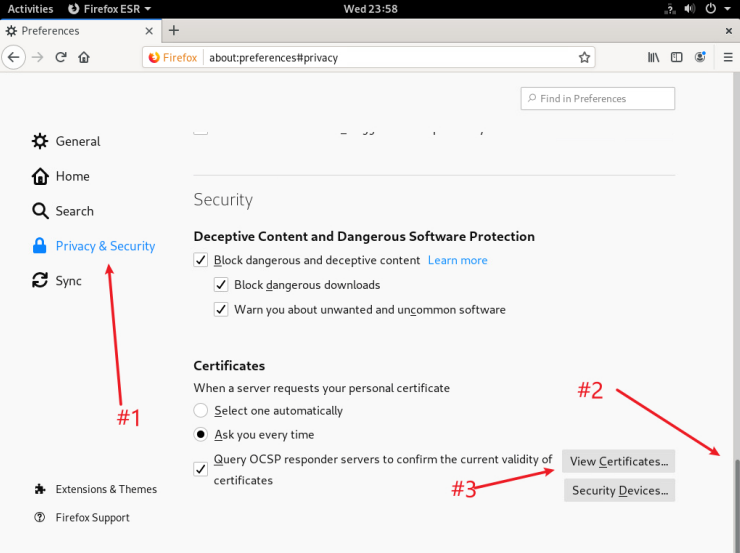 Activities Firefox ESR Wed 23:58
Preferences
Firefox about:preferences#privacy
Find in Preferences
General
Home
Search
Privacy & Security
Sync
#1
Extensions & Themes
Firefox Support
Security
Deceptive Content and Dangerous Software Protection
Block dangerous and deceptive content Learn more
Block dangerous downloads
Warn you about unwanted and uncommon software
Certificates
When a server requests your personal certificate
#2
Select one automatically
Ask you every time
Query OCSP responder servers to confirm the current validity of
certificates
View Certificates...
#3
Security Devices...